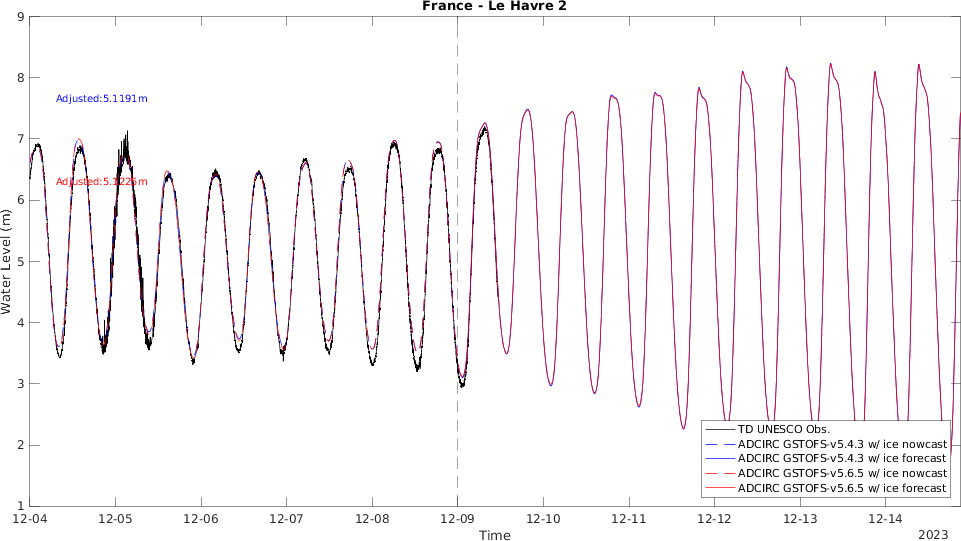 France - Le Havre 2
9
8
7
6
5
4
3
2
1
Water Level (m)
Adjusted:5.1191m
Adjusted:5.1226m
TD UNESCO Obs.
ADCIRC GSTOFS-v5.4.3 w/ ice nowcast
ADCIRC GSTOFS-v5.4.3 w/ ice forecast
ADCIRC GSTOFS-v5.6.5 w/ ice nowcast
ADCIRC GSTOFS-v5.6.5 w/ ice forecast
12-04 12-05 12-06 12-07 12-08 12-09 12-10 12-11 12-12 12-13 12-14
Time
2023